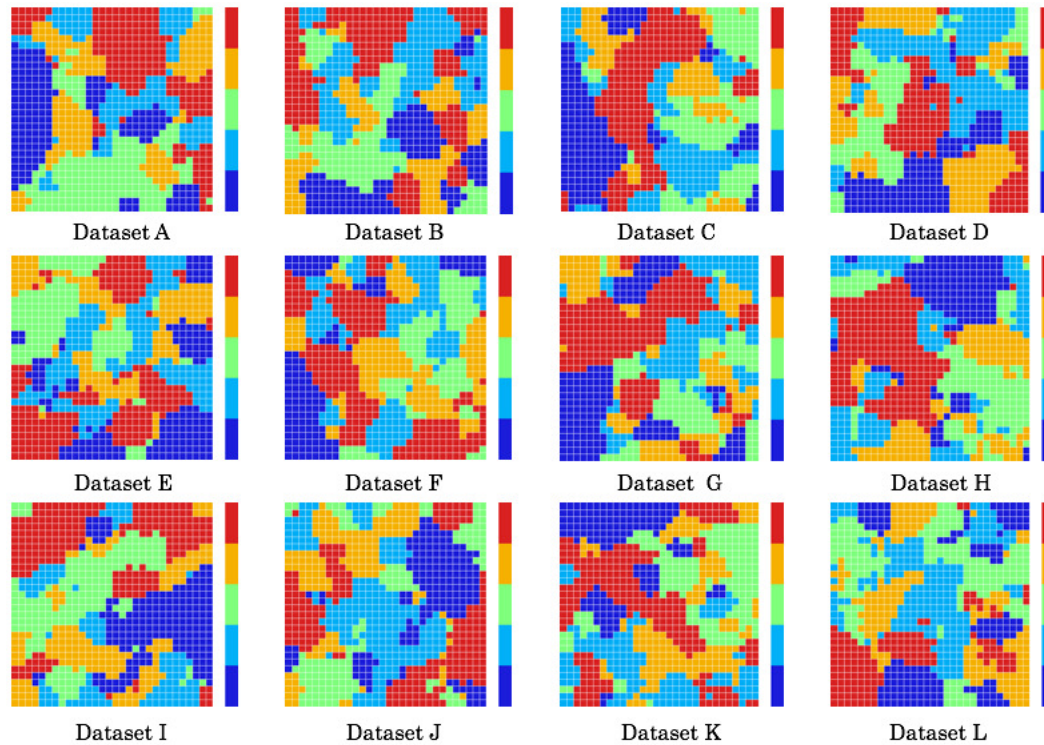 Dataset A
Dataset B
Dataset C
Dataset D
Dataset E
Dataset F
Dataset G
Dataset H
Dataset I
Dataset J
Dataset K
Dataset L